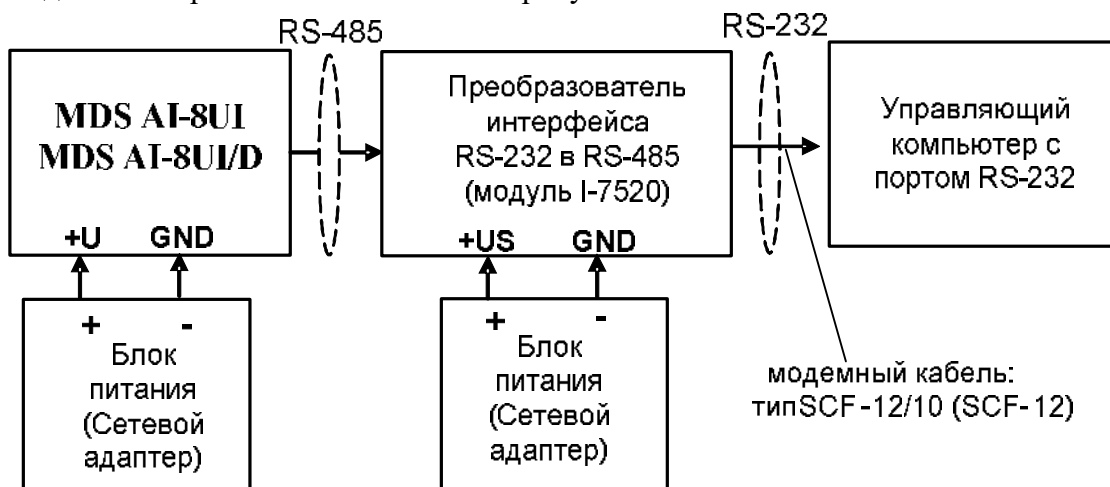 RS-485
RS-232
MDS AI-8UI
MDS AI-8UI/D
+U GND
Преобразователь
интерфейса
RS-232 в RS-485
(модуль I-7520)
+US GND
Управляющий
компьютер с
портом RS-232
+ -
Блок
питания
(Сетевой
адаптер)
+ -
Блок
питания
(Сетевой
адаптер)
модемный кабель:
типSCF-12/10 (SCF-12)